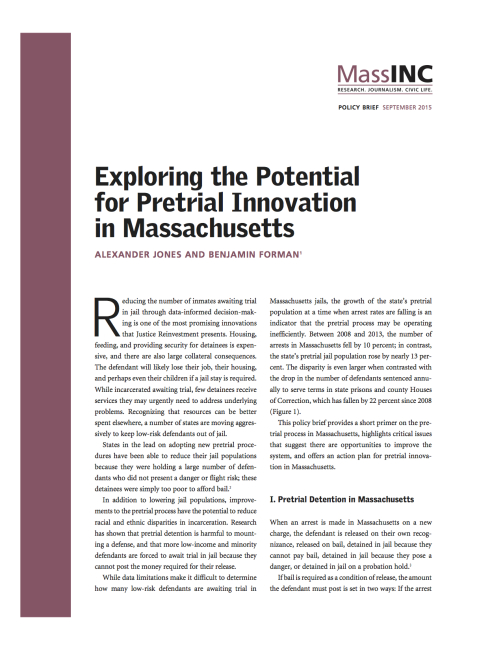 MassINC
RESEARCH. JOURNALISM. CIVIC LIFE.
POLICY BRIEF SEPTEMBER 2015
Exploring the Potential
for Pretrial Innovation
in Massachusetts
ALEXANDER JONES AND BENJAMIN FORMAN¹
Reducing the number of inmates awaiting trial
in jail through data-informed decision-mak-
ing is one of the most promising innovations
that Justice Reinvestment presents. Housing,
feeding, and providing security for detainees is expen-
sive, and there are also large collateral consequences.
The defendant will likely lose their job, their housing,
and perhaps even their children if a jail stay is required.
While incarcerated awaiting trial, few detainees receive
services they may urgently need to address underlying
problems. Recognizing that resources can be better
spent elsewhere, a number of states are moving aggres-
sively to keep low-risk defendants out of jail.
States in the lead on adopting new pretrial proce-
dures have been able to reduce their jail populations
because they were holding a large number of defen-
dants who did not present a danger or flight risk; these
detainees were simply too poor to afford bail.²
In addition to lowering jail populations, improve-
ments to the pretrial process have the potential to reduce
racial and ethnic disparities in incarceration. Research
has shown that pretrial detention is harmful to mount-
ing a defense, and that more low-income and minority
defendants are forced to await trial in jail because they
cannot post the money required for their release.
While data limitations make it difficult to determine
how many low-risk defendants are awaiting trial in
Massachusetts jails, the growth of the state's pretrial
population at a time when arrest rates are falling is an
indicator that the pretrial process may be operating
inefficiently. Between 2008 and 2013, the number of
arrests in Massachusetts fell by 10 percent; in contrast,
the state's pretrial jail population rose by nearly 13 per-
cent. The disparity is even larger when contrasted with
the drop in the number of defendants sentenced annu-
ally to serve terms in state prisons and county Houses
of Correction, which has fallen by 22 percent since 2008
(Figure 1).
This policy brief provides a short primer on the pre-
trial process in Massachusetts, highlights critical issues
that suggest there are opportunities to improve the
system, and offers an action plan for pretrial innova-
tion in Massachusetts.
I. Pretrial Detention in Massachusetts
When an arrest is made in Massachusetts on a new
charge, the defendant is released on their own recog-
nizance, released on bail, detained in jail because they
cannot pay bail, detained in jail because they pose a
danger, or detained in jail on a probation hold.³
If bail is required as a condition of release, the amount
the defendant must post is set in two ways: If the arrest